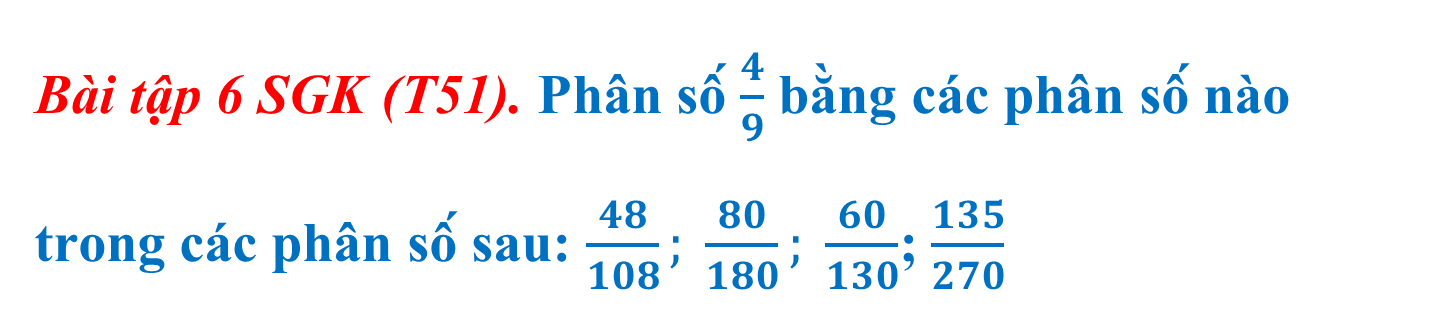 Bài tập 6 SGK (T51). Phân số 4/9 bằng các phân số nào
trong các phân số sau: 48/108 ; 80/180 ; 60/130; 135/270